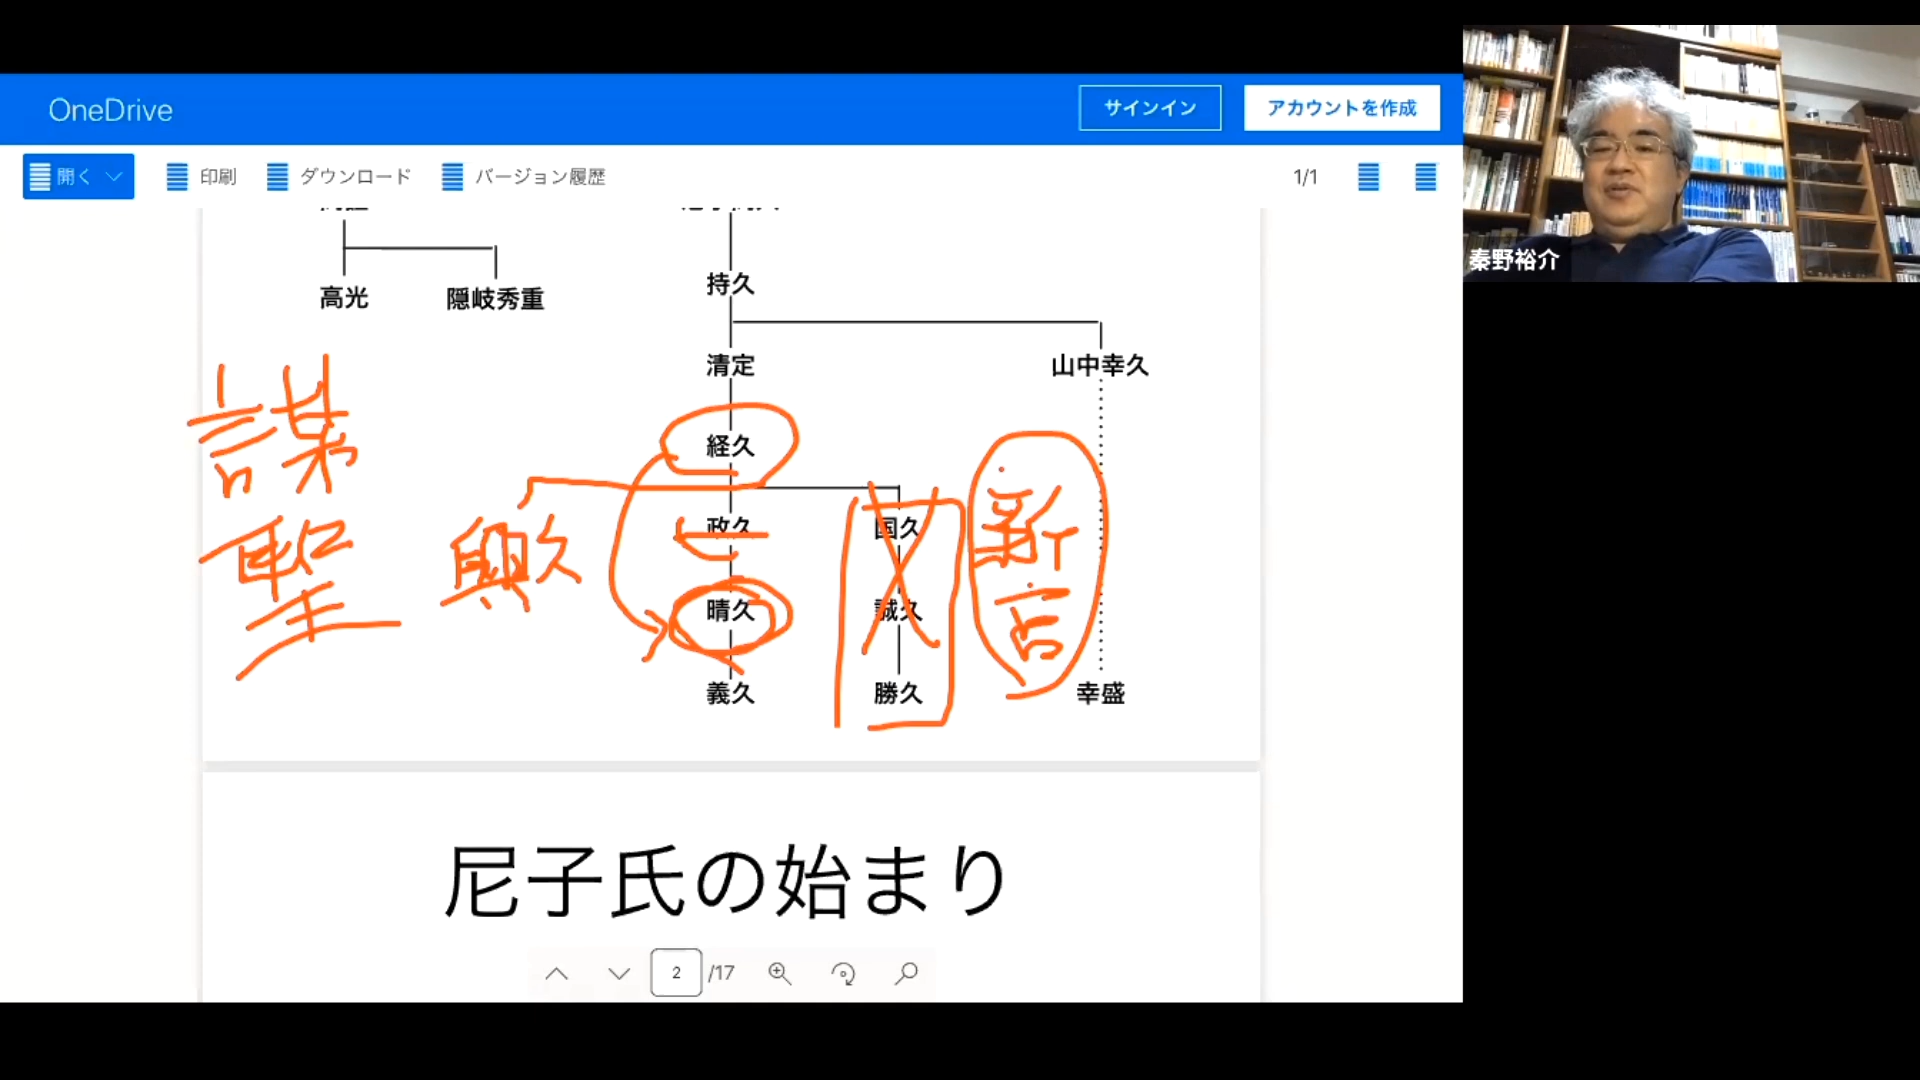 OneDrive
サインイン
アカウントを作成
開く
印刷
ダウンロード
バージョン履歴
1/1
秦野裕介
持久
高光
隠岐秀重
清定
山中幸久
経久
謀聖
興久
政久
国久
新宮
晴久
誠久
義久
勝久
幸盛
尼子氏の始まり
2 /17